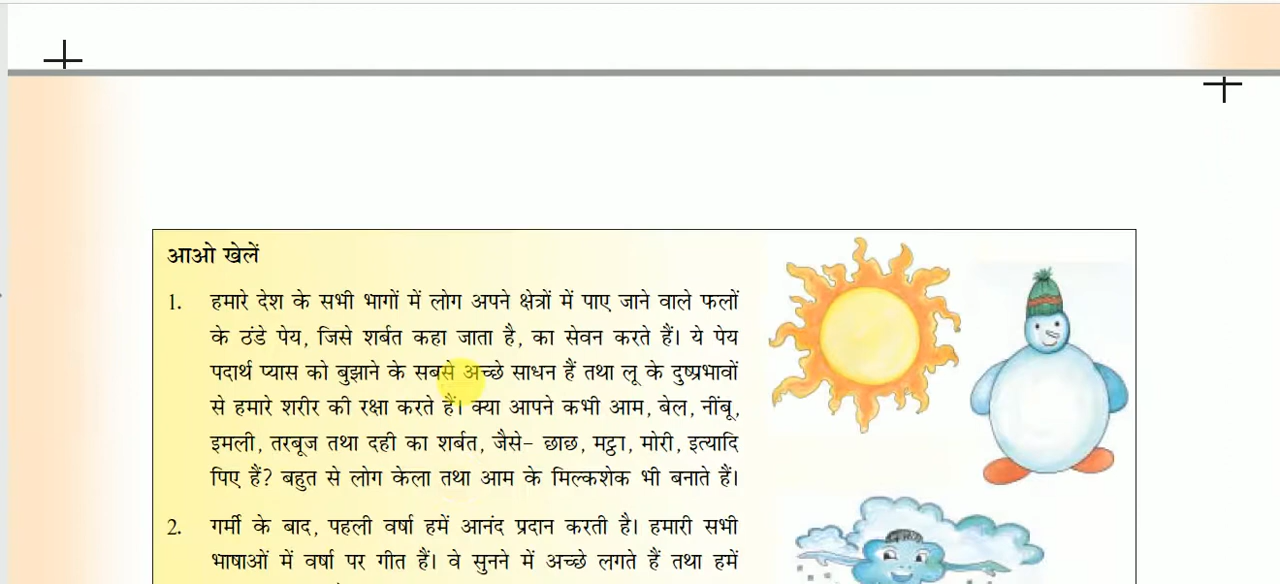 आओ खेलें
1. हमारे देश के सभी भागों में लोग अपने क्षेत्रों में पाए जाने वाले फलों
के ठंडे पेय, जिसे शर्बत कहा जाता है, का सेवन करते हैं। ये पेय
पदार्थ प्यास को बुझाने के सबसे अच्छे साधन हैं तथा लू के दुष्प्रभावों
से हमारे शरीर की रक्षा करते हैं। क्या आपने कभी आम, बेल, नींबू,
इमली, तरबूज तथा दही का शर्बत, जैसे– छाछ, मट्ठा, मोरी, इत्यादि
पिए हैं? बहुत से लोग केला तथा आम के मिल्कशेक भी बनाते हैं।
2. गर्मी के बाद, पहली वर्षा हमें आनंद प्रदान करती है। हमारी सभी
भाषाओं में वर्षा पर गीत हैं। वे सुनने में अच्छे लगते हैं तथा हमें